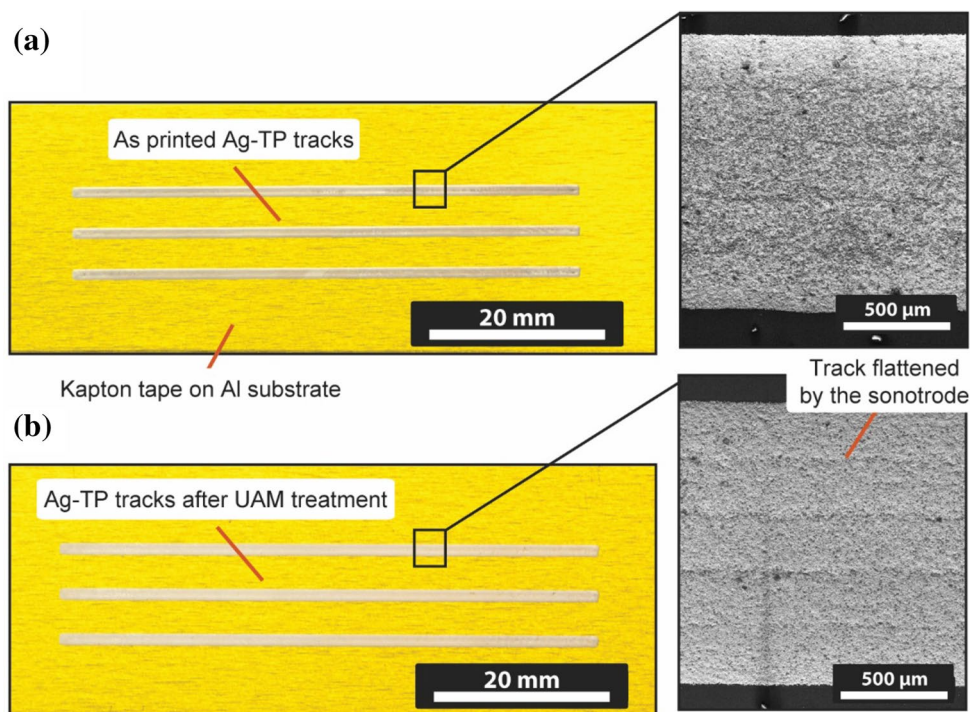 (a)
As printed Ag-TP tracks
20 mm
500 µm
Kapton tape on Al substrate
Track flattened
by the sonotrode
(b)
Ag-TP tracks after UAM treatment
20 mm
500 µm